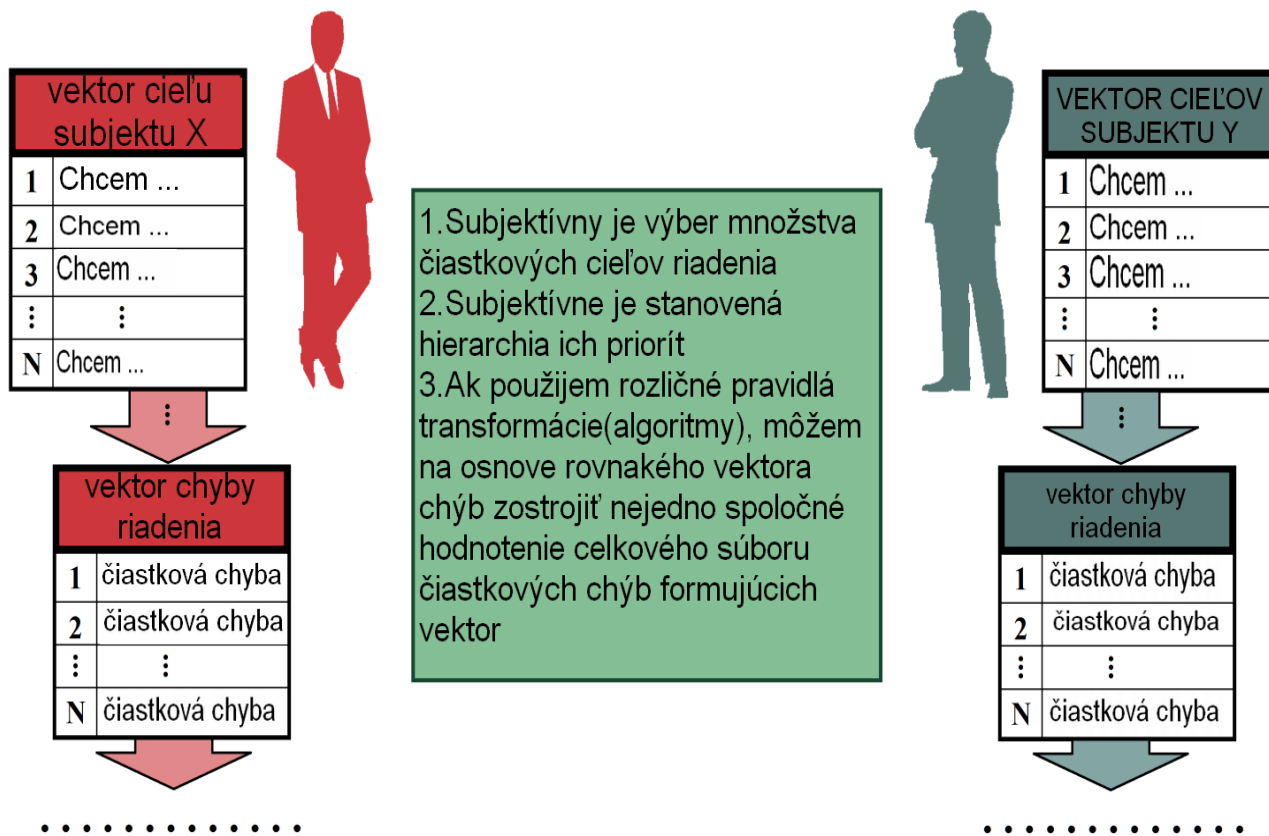 vektor cieľu
subjektu X
1 Chcem ...
2 Chcem ...
3 Chcem ...
⋮ ⋮
N Chcem ...
⋮
vektor chyby
riadenia
1 čiastková chyba
2 čiastková chyba
⋮ ⋮
N čiastková chyba
. . . . . . . . . . . . .
1.Subjektívny je výber množstva
čiastkových cieľov riadenia
2.Subjektívne je stanovená
hierarchia ich priorít
3.Ak použijem rozličné pravidlá
transformácie(algoritmy), môžem
na osnove rovnakého vektora
chýb zostrojiť nejedno spoločné
hodnotenie celkového súboru
čiastkových chýb formujúcich
vektor
VEKTOR CIEĽOV
SUBJEKTU Y
1 Chcem ...
2 Chcem ...
3 Chcem ...
⋮ ⋮
N Chcem ...
⋮
vektor chyby
riadenia
1 čiastková chyba
2 čiastková chyba
⋮ ⋮
N čiastková chyba
. . . . . . . . . . . . .